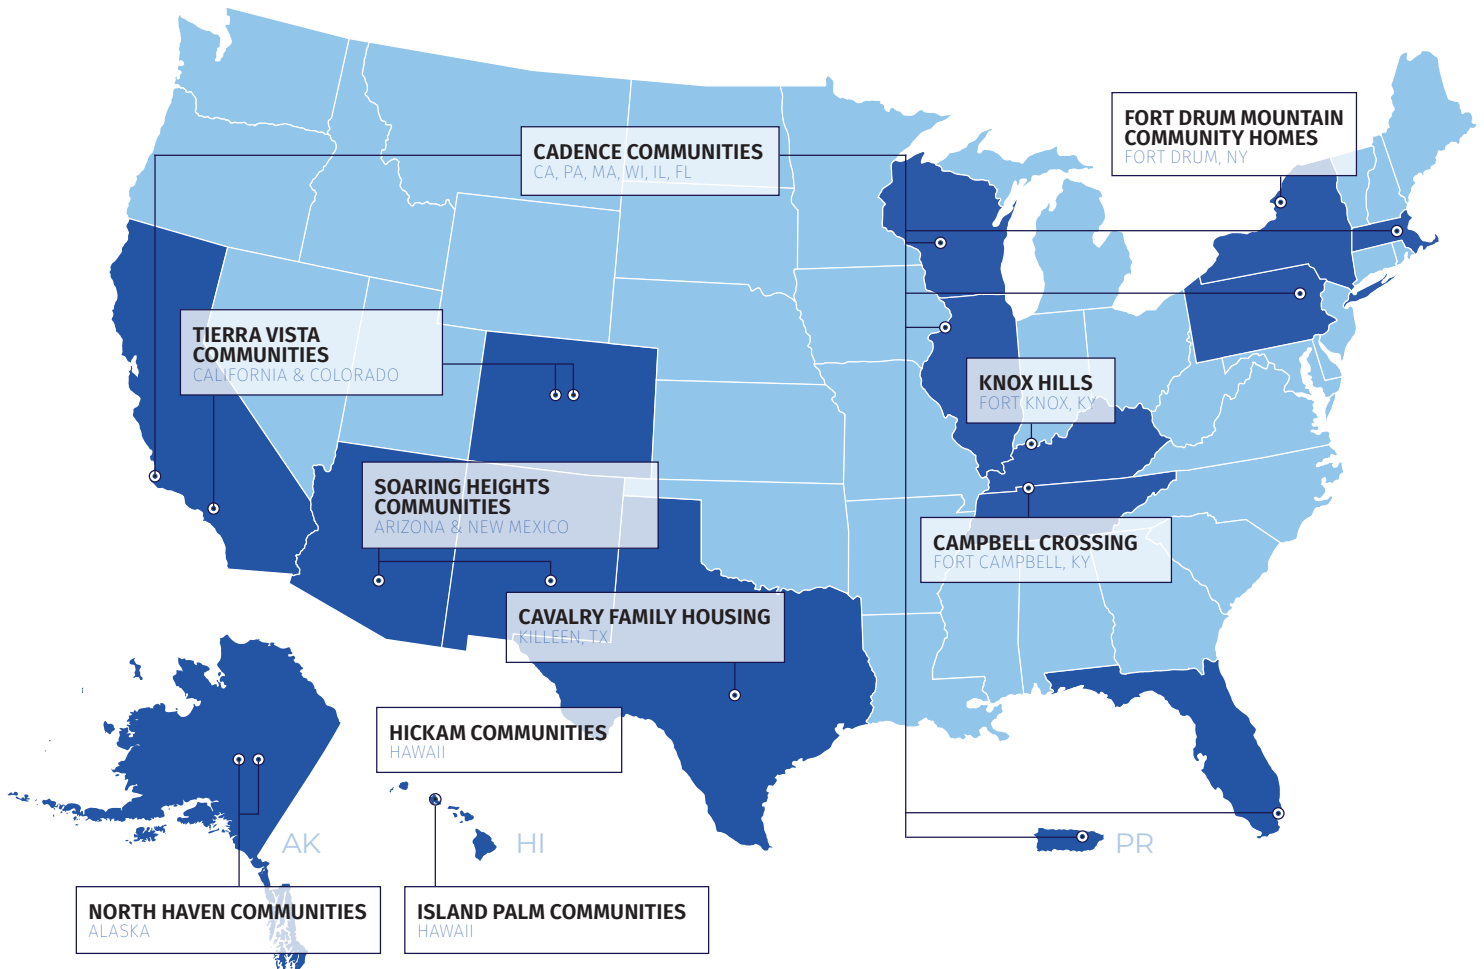 FORT DRUM MOUNTAIN
COMMUNITY HOMES
FORT DRUM, NY
CADENCE COMMUNITIES
CA, PA, MA, WI, IL, FL
TIERRA VISTA
COMMUNITIES
CALIFORNIA & COLORADO
KNOX HILLS
FORT KNOX, KY
SOARING HEIGHTS
COMMUNITIES
ARIZONA & NEW MEXICO
CAMPBELL CROSSING
FORT CAMPBELL, KY
CAVALRY FAMILY HOUSING
KILLEEN, TX
HICKAM COMMUNITIES
HAWAII
AK
HI
PR
NORTH HAVEN COMMUNITIES
ALASKA
ISLAND PALM COMMUNITIES
HAWAII